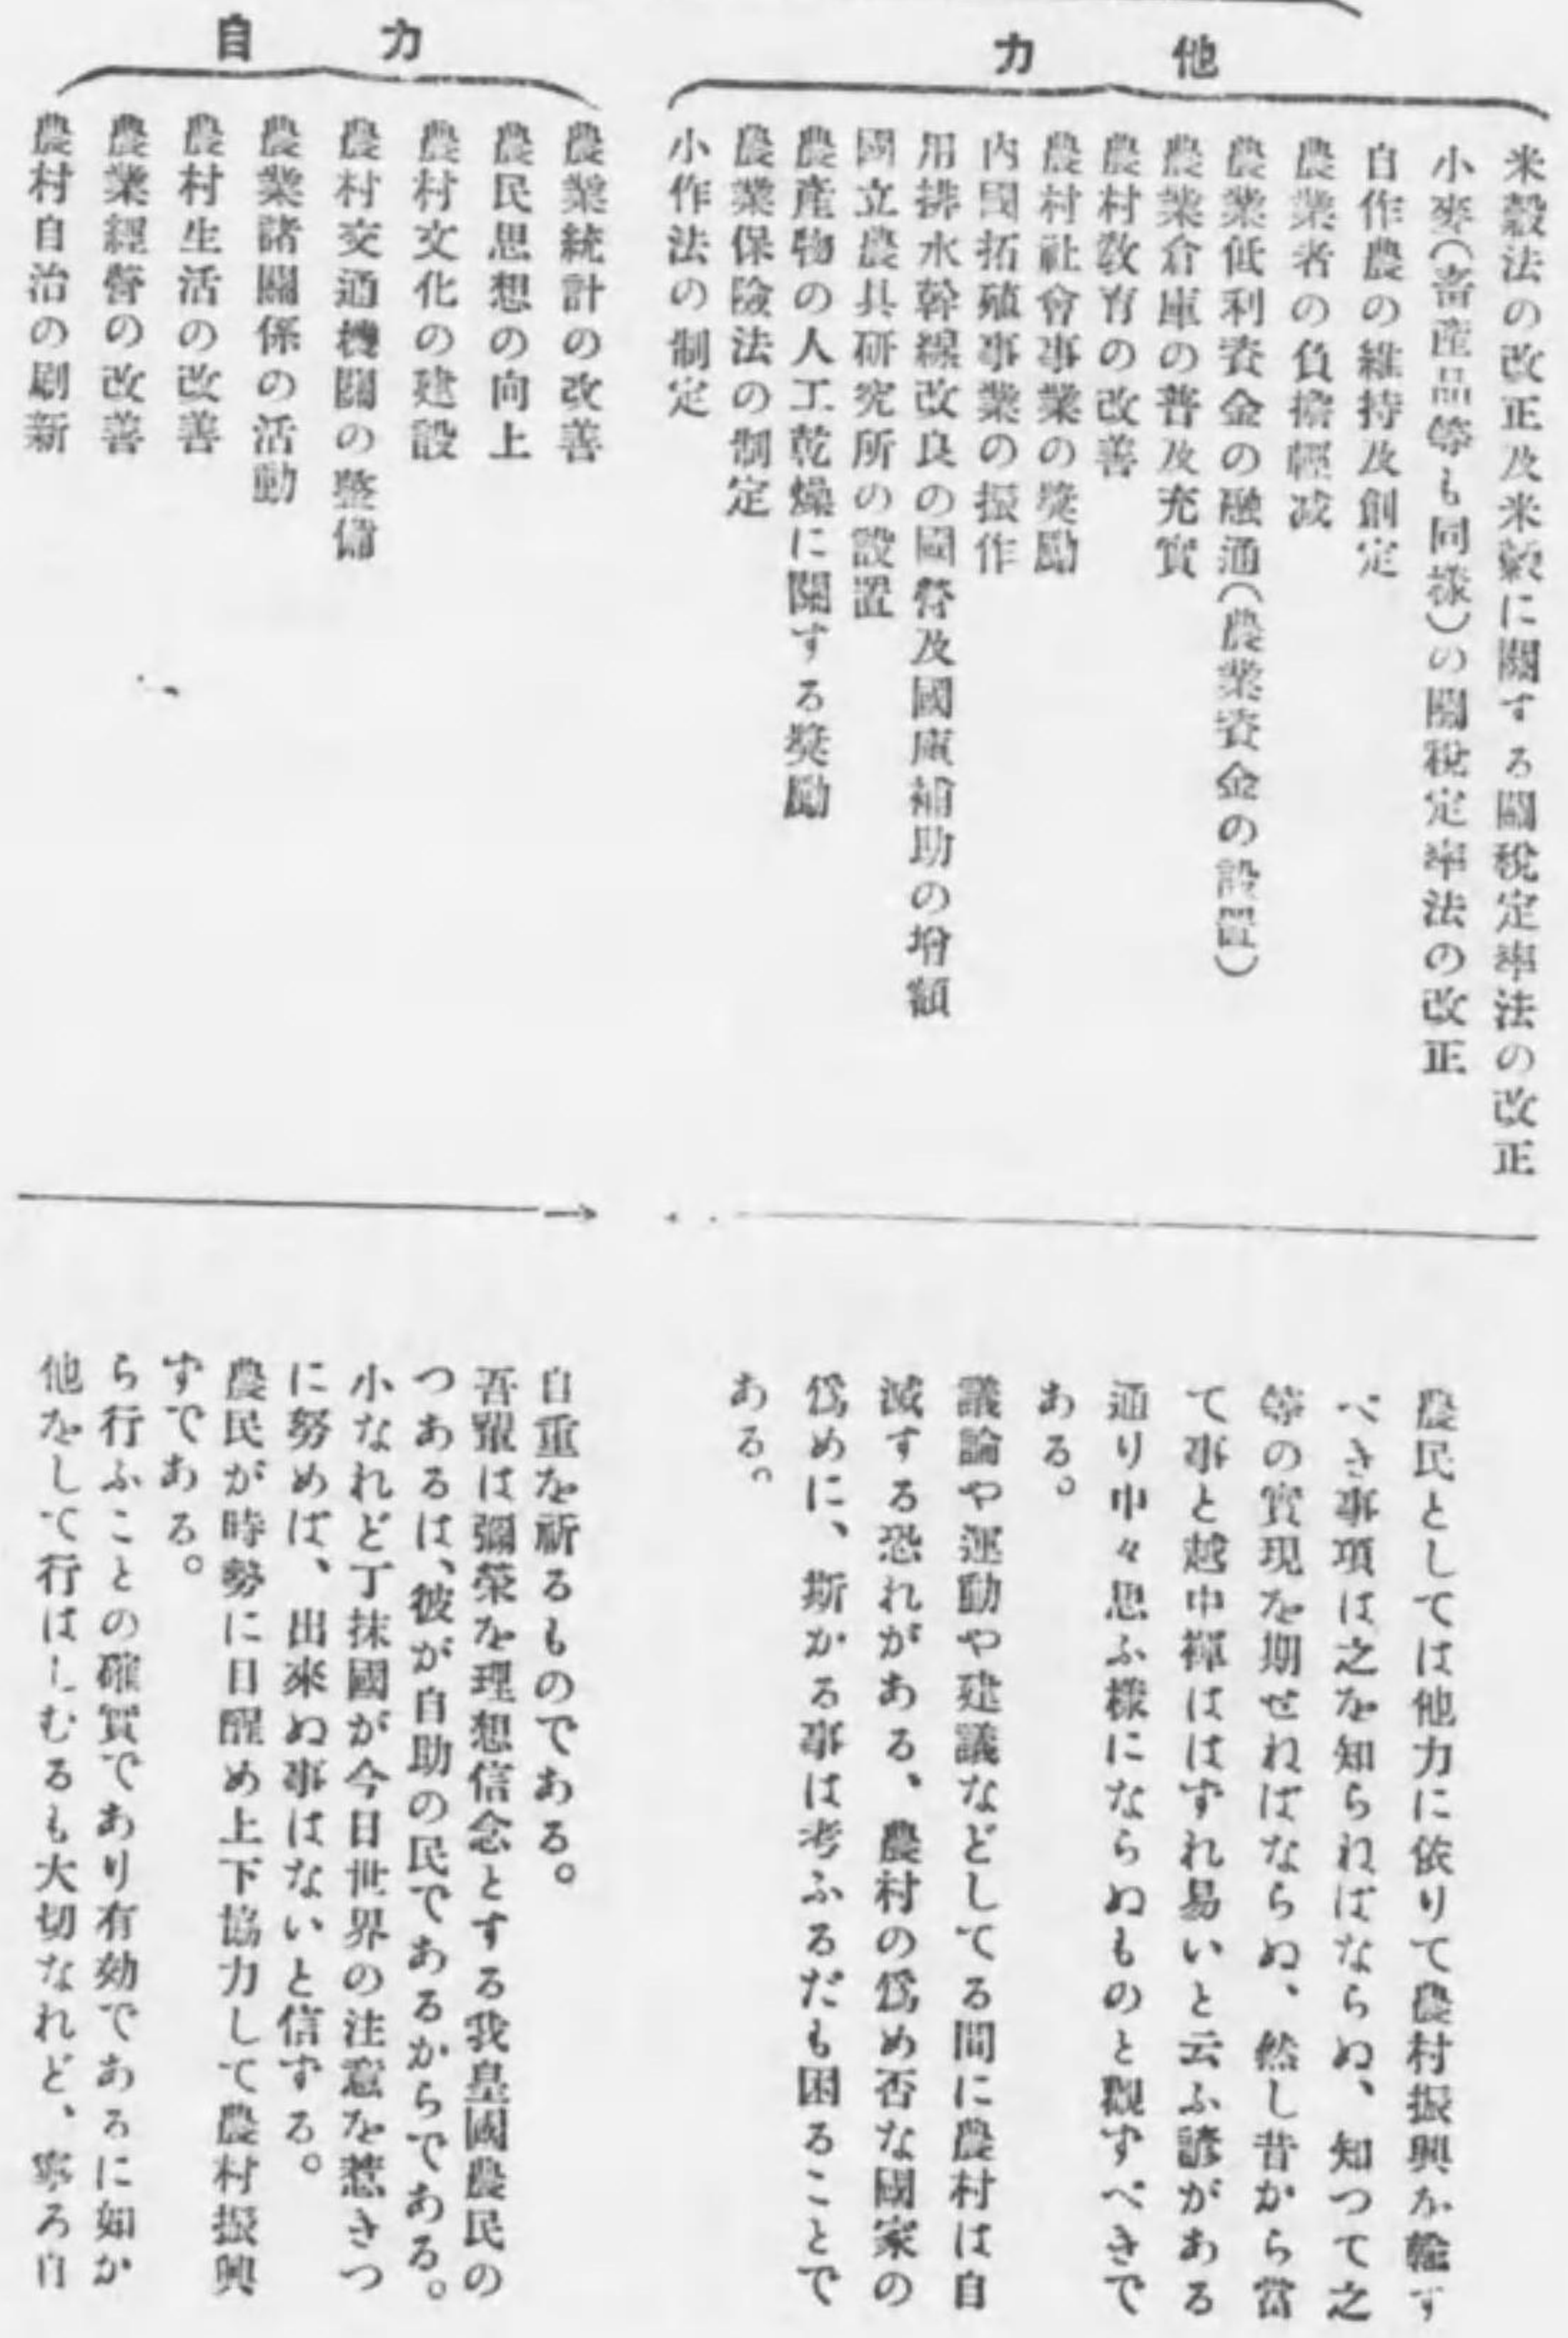 他力
米穀法の改正及米穀に關する關稅定率法の改正
小麥(畜產品等も同樣)の關稅定率法の改正
自作農の維持及創定
農業者の負擔輕減
農業低利資金の融通(農業資金の設置)
農業倉庫の普及充實
農村敎育の改善
農村社會事業の奬勵
內國拓殖事業の振作
用排水幹線改良の國營及國庫補助の增額
國立農具硏究所の設置
農產物の人工乾燥に關する奬勵
農業保險法の制定
小作法の制定
農民としては他力に依りて農村振興を論す
べき事項は之を知らねばならぬ、知つて之
等の實現を期せねばならぬ、然し昔から當
て事と越中褌ははずれ易いと云ふ諺がある
通り中々思ふ樣にならぬものと觀ずべきで
ある。
議論や運動や建議などしてる間に農村は自
滅する恐れがある、農村の爲め否な國家の
爲めに、斯かる事は考ふるだも困ることで
ある。
自力
農村自治の刷新
農業經營の改善
農村生活の改善
農業諸關係の活動
農村交通機關の整備
農村文化の建設
農民思想の向上
農業統計の改善
他をして行はしむるも大切なれど、寧ろ自
ら行ふことの確實であり有効であるに如か
ずである。
農民が時勢に目醒め上下協力して農村振興
に努めば、出來ぬ事はないと信ずる。
小なれど丁抹國が今日世界の注意を惹きつ
つあるは、彼が自助の民であるからである。
吾輩は彌榮を理想信念とする我皇國農民の
自重を祈るものである。